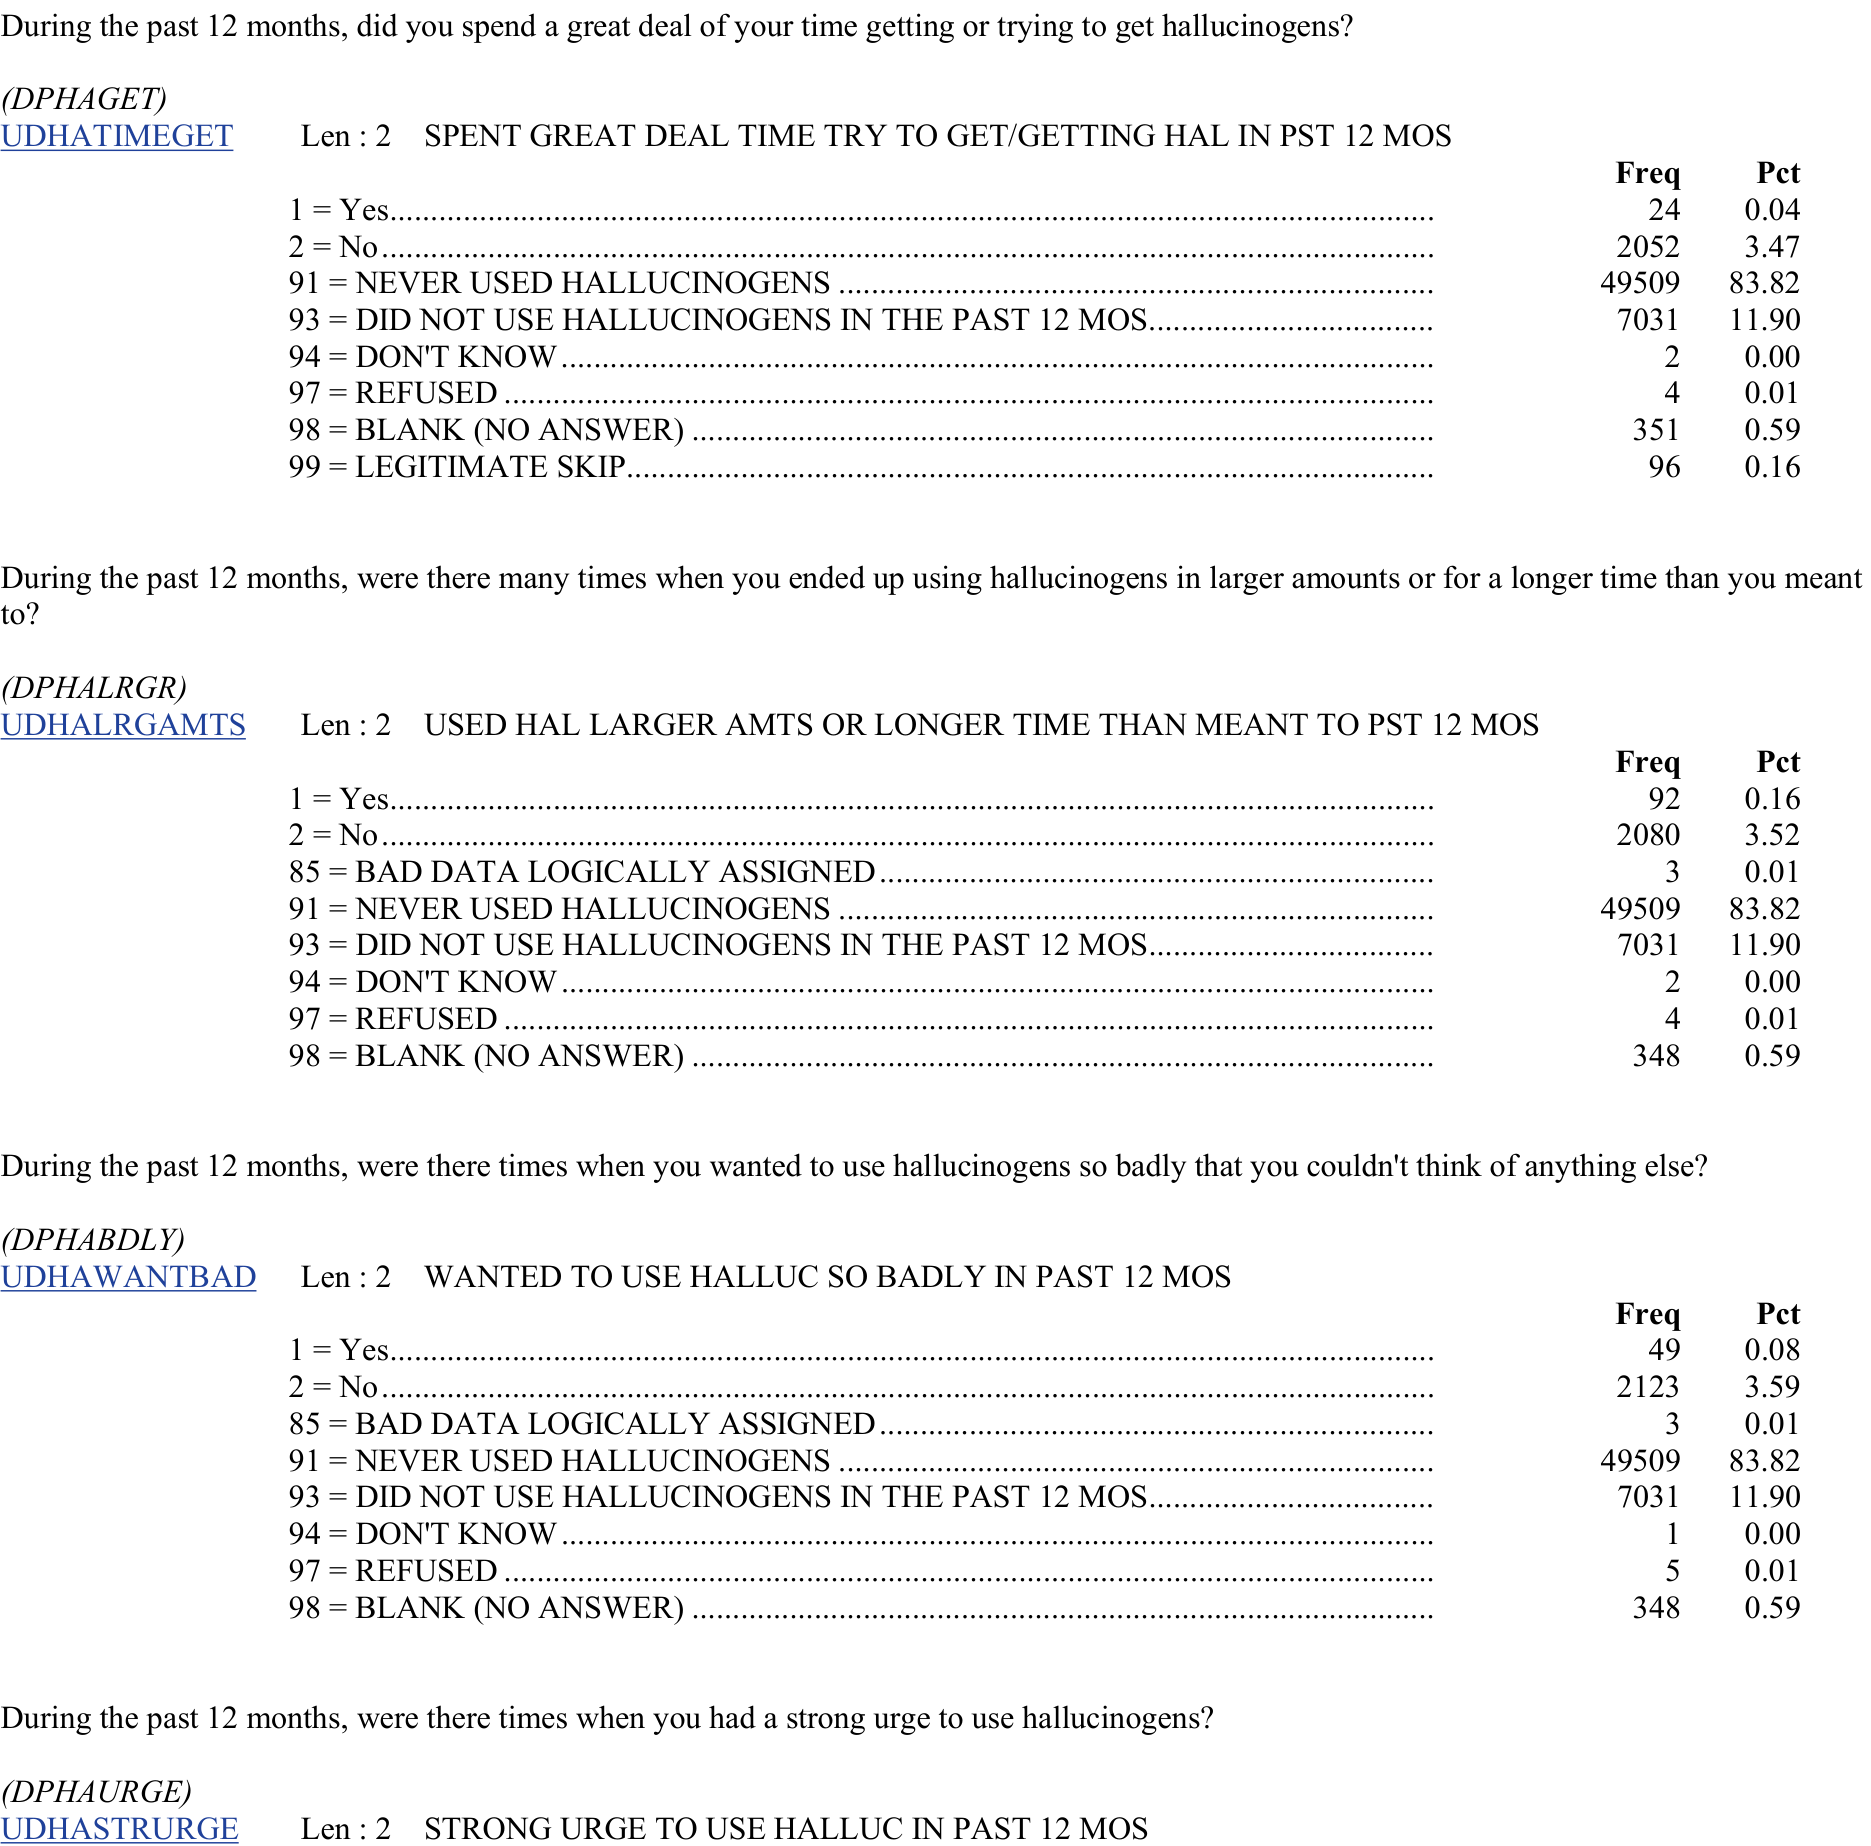 During the past 12 months, did you spend a great deal of your time getting or trying to get hallucinogens?
(DPHAGET)
UDHATIMEGET Len : 2 SPENT GREAT DEAL TIME TRY TO GET/GETTING HAL IN PST 12 MOS
Freq Pct
1 = Yes 24 0.04
2 = No 2052 3.47
91 = NEVER USED HALLUCINOGENS 49509 83.82
93 = DID NOT USE HALLUCINOGENS IN THE PAST 12 MOS 7031 11.90
94 = DON'T KNOW 2 0.00
97 = REFUSED 4 0.01
98 = BLANK (NO ANSWER) 351 0.59
99 = LEGITIMATE SKIP 96 0.16
During the past 12 months, were there many times when you ended up using hallucinogens in larger amounts or for a longer time than you meant
to?
(DPHALRGR)
UDHALRGAMTS Len : 2 USED HAL LARGER AMTS OR LONGER TIME THAN MEANT TO PST 12 MOS
Freq Pct
1 = Yes 92 0.16
2 = No 2080 3.52
85 = BAD DATA LOGICALLY ASSIGNED 3 0.01
91 = NEVER USED HALLUCINOGENS 49509 83.82
93 = DID NOT USE HALLUCINOGENS IN THE PAST 12 MOS 7031 11.90
94 = DON'T KNOW 2 0.00
97 = REFUSED 4 0.01
98 = BLANK (NO ANSWER) 348 0.59
During the past 12 months, were there times when you wanted to use hallucinogens so badly that you couldn't think of anything else?
(DPHABDLY)
UDHAWANTBAD Len : 2 WANTED TO USE HALLUC SO BADLY IN PAST 12 MOS
Freq Pct
1 = Yes 49 0.08
2 = No 2123 3.59
85 = BAD DATA LOGICALLY ASSIGNED 3 0.01
91 = NEVER USED HALLUCINOGENS 49509 83.82
93 = DID NOT USE HALLUCINOGENS IN THE PAST 12 MOS 7031 11.90
94 = DON'T KNOW 1 0.00
97 = REFUSED 5 0.01
98 = BLANK (NO ANSWER) 348 0.59
During the past 12 months, were there times when you had a strong urge to use hallucinogens?
(DPHAURGE)
UDHASTRURGE Len : 2 STRONG URGE TO USE HALLUC IN PAST 12 MOS